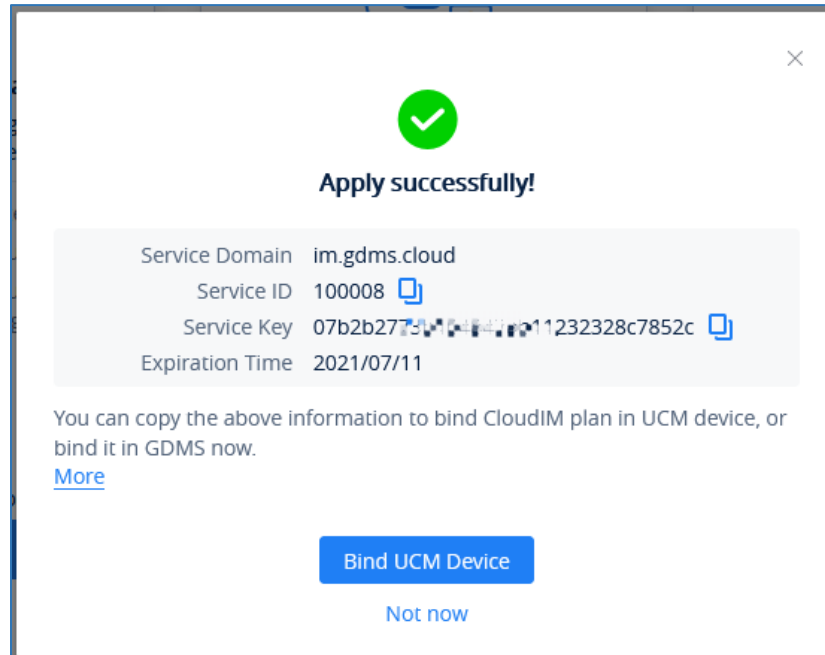 Apply successfully!
Service Domain im.gdms.cloud
Service ID 100008
Service Key
Expiration Time 2021/07/11
You can copy the above information to bind CloudIM plan in UCM device, or
bind it in GDMS now.
More
Bind UCM Device
Not now